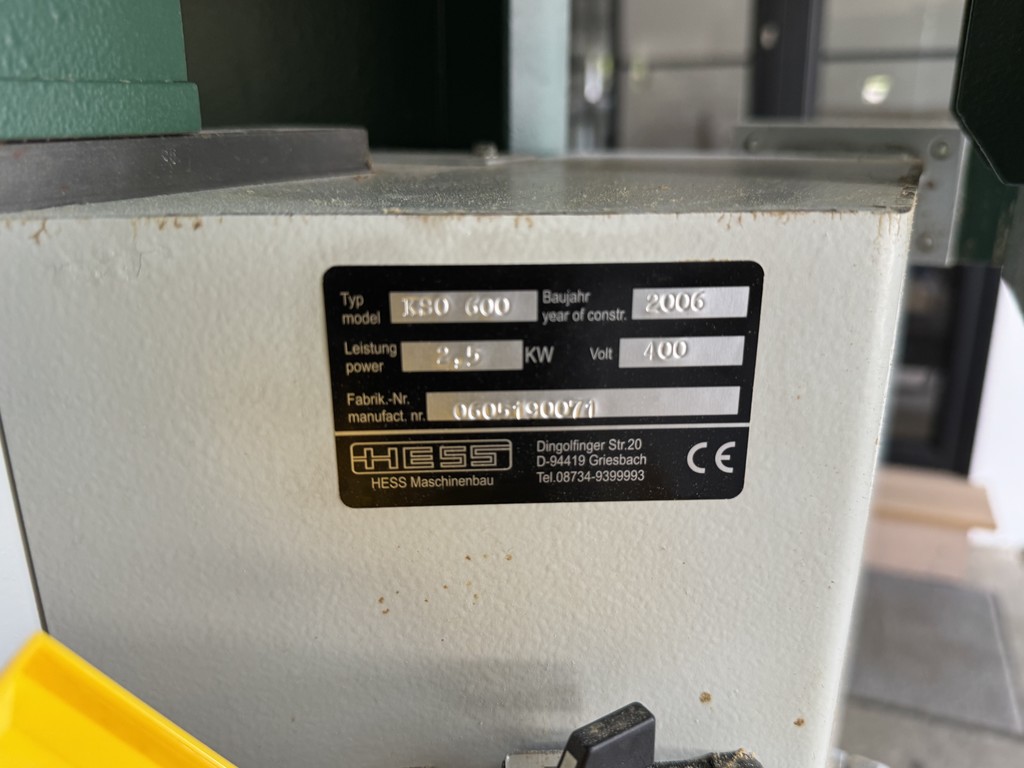 Typ model KSO 600 Baujahr year of constr. 2006
Leistung power 2,5 KW Volt 400
Fabrik.-Nr. manufact. nr. 0605190071
HESS
HESS Maschinenbau
Dingolfinger Str.20
D-94419 Griesbach
Tel.08734-9399993
CE